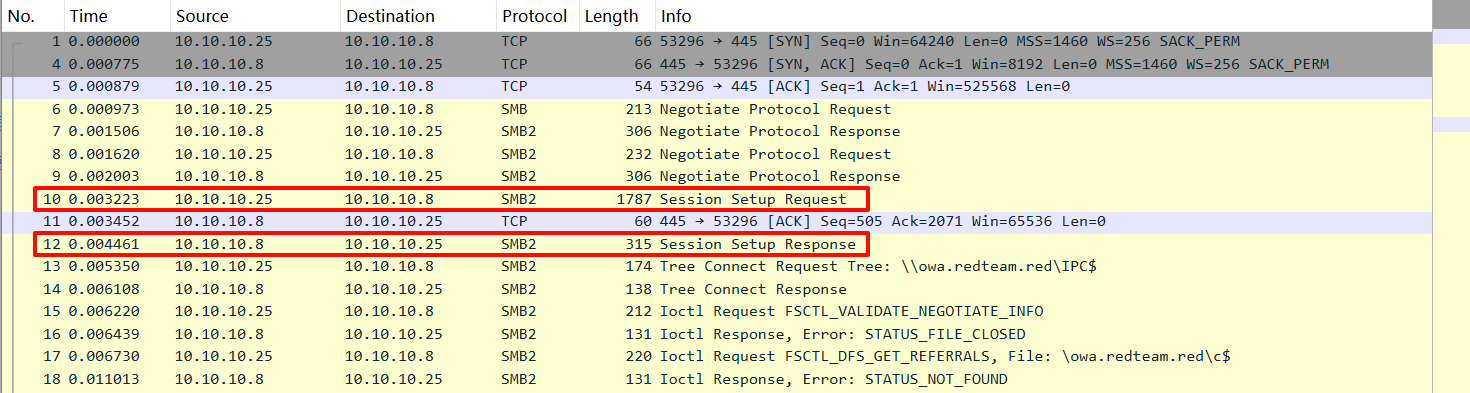 No. Time Source Destination Protocol Length Info
1 0.000000 10.10.10.25 10.10.10.8 TCP 66 53296 → 445 [SYN] Seq=0 Win=64240 Len=0 MSS=1460 WS=256 SACK_PERM
4 0.000775 10.10.10.8 10.10.10.25 TCP 66 445 → 53296 [SYN, ACK] Seq=0 Ack=1 Win=8192 Len=0 MSS=1460 WS=256 SACK_PERM
5 0.000879 10.10.10.25 10.10.10.8 TCP 54 53296 → 445 [ACK] Seq=1 Ack=1 Win=525568 Len=0
6 0.000973 10.10.10.25 10.10.10.8 SMB 213 Negotiate Protocol Request
7 0.001506 10.10.10.8 10.10.10.25 SMB2 306 Negotiate Protocol Response
8 0.001620 10.10.10.25 10.10.10.8 SMB2 232 Negotiate Protocol Request
9 0.002003 10.10.10.8 10.10.10.25 SMB2 306 Negotiate Protocol Response
10 0.003223 10.10.10.25 10.10.10.8 SMB2 1787 Session Setup Request
11 0.003452 10.10.10.8 10.10.10.25 TCP 60 445 → 53296 [ACK] Seq=505 Ack=2071 Win=65536 Len=0
12 0.004461 10.10.10.8 10.10.10.25 SMB2 315 Session Setup Response
13 0.005350 10.10.10.25 10.10.10.8 SMB2 174 Tree Connect Request Tree: \\owa.redteam.red\IPC$
14 0.006108 10.10.10.8 10.10.10.25 SMB2 138 Tree Connect Response
15 0.006220 10.10.10.25 10.10.10.8 SMB2 212 Ioctl Request FSCTL_VALIDATE_NEGOTIATE_INFO
16 0.006439 10.10.10.8 10.10.10.25 SMB2 131 Ioctl Response, Error: STATUS_FILE_CLOSED
17 0.006730 10.10.10.25 10.10.10.8 SMB2 220 Ioctl Request FSCTL_DFS_GET_REFERRALS, File: \owa.redteam.red\c$
18 0.011013 10.10.10.8 10.10.10.25 SMB2 131 Ioctl Response, Error: STATUS_NOT_FOUND